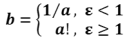 b = { 1/a , ε < 1
a! , ε ≥ 1